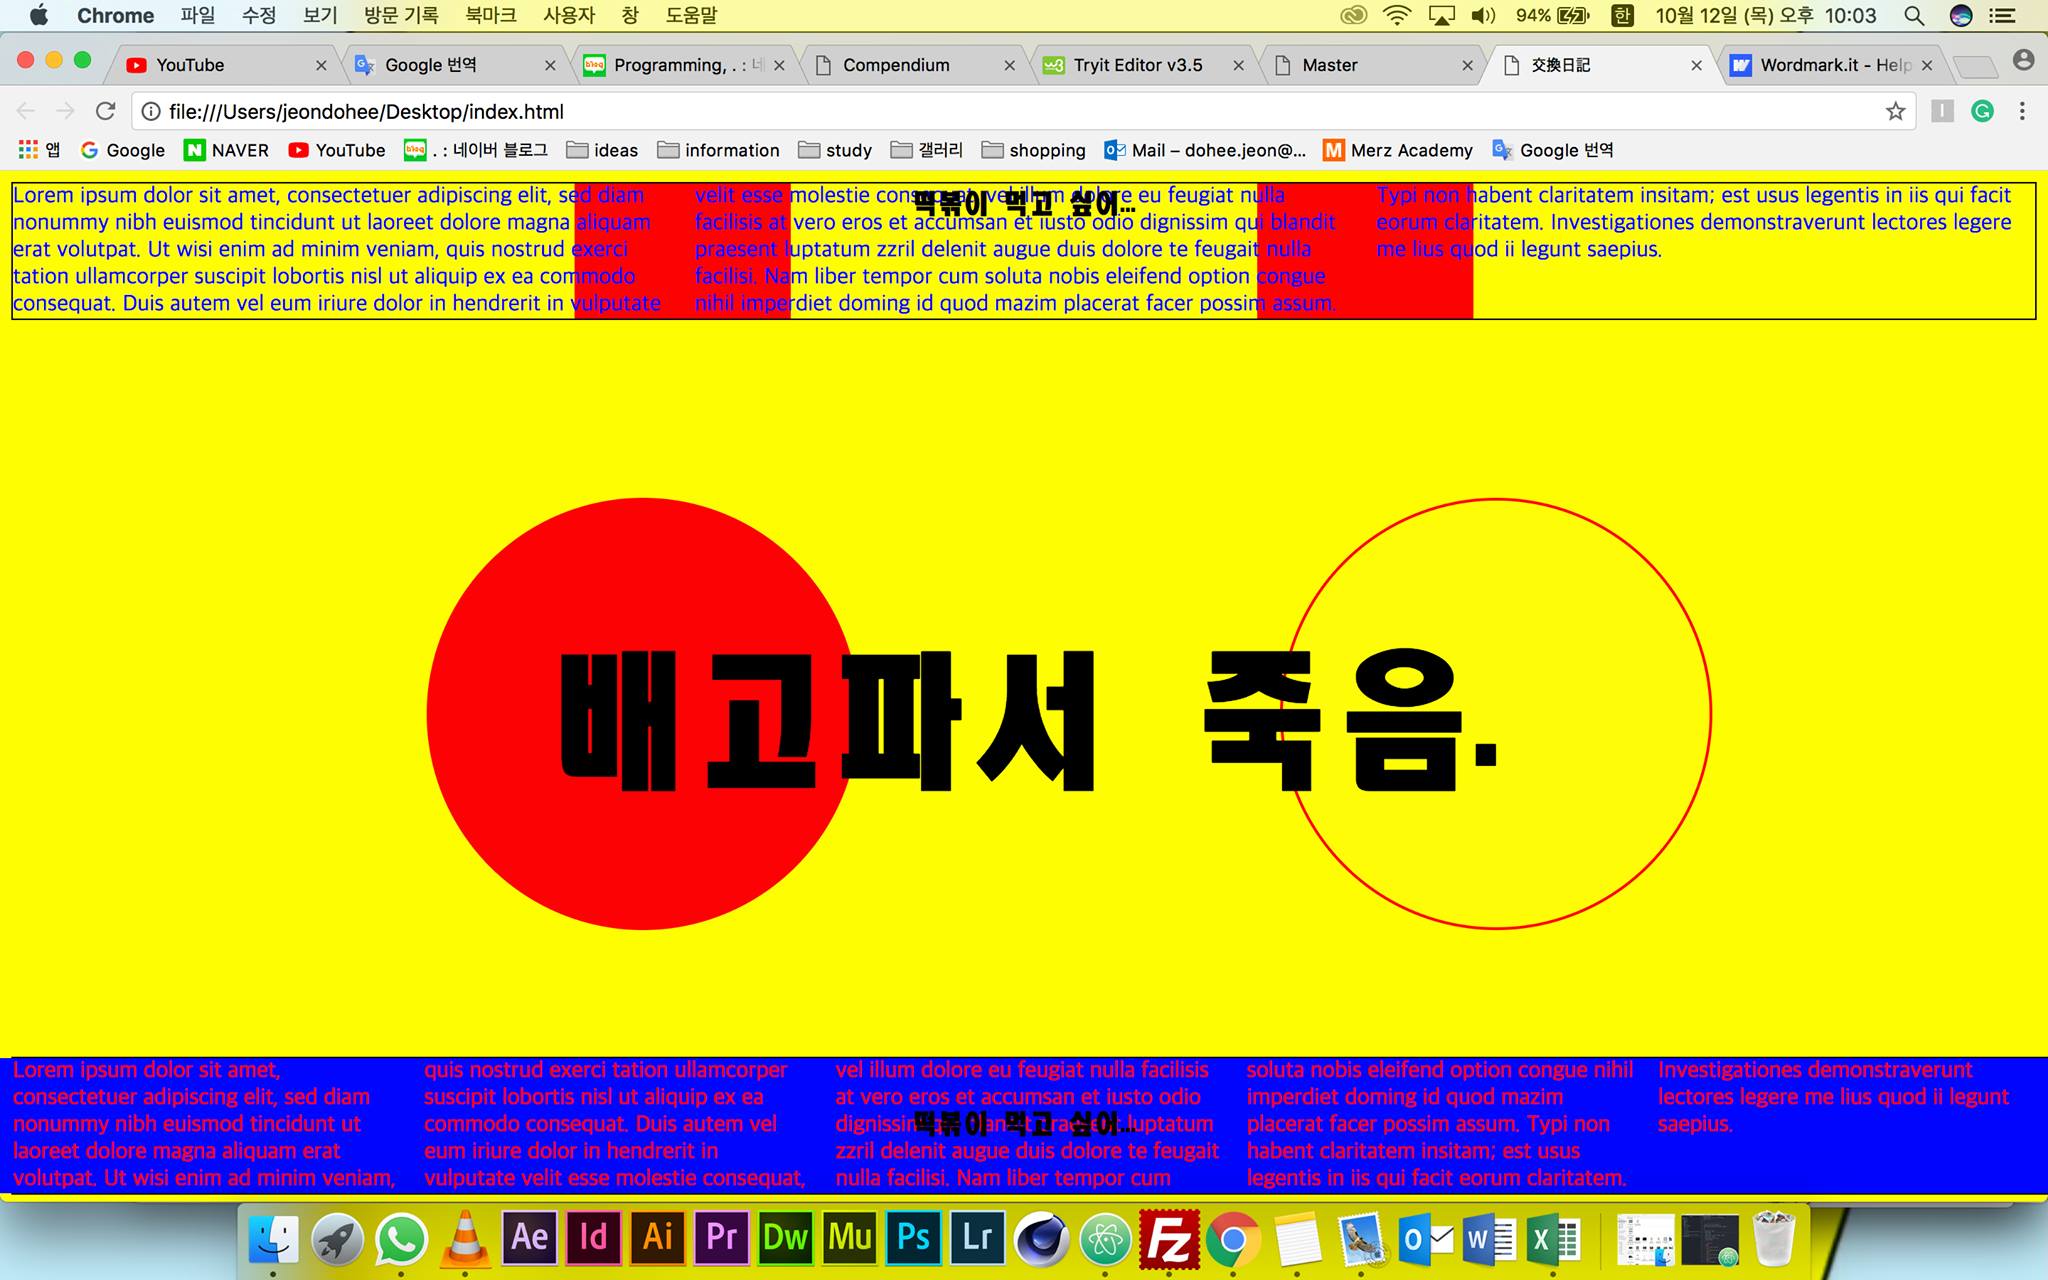 Chrome 파일 수정 보기 방문 기록 북마크 사용자 창 도움말 94% 한 10월 12일 (목) 오후 10:03
YouTube Google 번역 Programming, . : 네 Compendium Tryit Editor v3.5 Master 交換日記 Wordmark.it - Help
file:///Users/jeondohee/Desktop/index.html
앱 Google NAVER YouTube . : 네이버 블로그 ideas information study 갤러리 shopping Mail – dohee.jeon@... Merz Academy Google 번역
Lorem ipsum dolor sit amet, consectetuer adipiscing elit, sed diam
nonummy nibh euismod tincidunt ut laoreet dolore magna aliquam
erat volutpat. Ut wisi enim ad minim veniam, quis nostrud exerci
tation ullamcorper suscipit lobortis nisl ut aliquip ex ea commodo
consequat. Duis autem vel eum iriure dolor in hendrerit in vulputate
velit esse molestie consequat, vel illum dolore eu feugiat nulla
facilisis at vero eros et accumsan et iusto odio dignissim qui blandit
praesent luptatum zzril delenit augue duis dolore te feugait nulla
facilisi. Nam liber tempor cum soluta nobis eleifend option congue
nihil imperdiet doming id quod mazim placerat facer possim assum.
Typi non habent claritatem insitam; est usus legentis in iis qui facit
eorum claritatem. Investigationes demonstraverunt lectores legere
me lius quod ii legunt saepius.
떡볶이 먹고 싶어...
배고파서 죽음.
Lorem ipsum dolor sit amet,
consectetuer adipiscing elit, sed diam
nonummy nibh euismod tincidunt ut
laoreet dolore magna aliquam erat
volutpat. Ut wisi enim ad minim veniam,
quis nostrud exerci tation ullamcorper
suscipit lobortis nisl ut aliquip ex ea
commodo consequat. Duis autem vel
eum iriure dolor in hendrerit in
vulputate velit esse molestie consequat,
vel illum dolore eu feugiat nulla facilisis
at vero eros et accumsan et iusto odio
dignissim qui blandit praesent luptatum
zzril delenit augue duis dolore te feugait
nulla facilisi. Nam liber tempor cum
soluta nobis eleifend option congue nihil
imperdiet doming id quod mazim
placerat facer possim assum. Typi non
habent claritatem insitam; est usus
legentis in iis qui facit eorum claritatem.
Investigationes demonstraverunt
lectores legere me lius quod ii legunt
saepius.
떡볶이 먹고 싶어...
Ae Id Ai Pr Dw Mu Ps Lr Fz